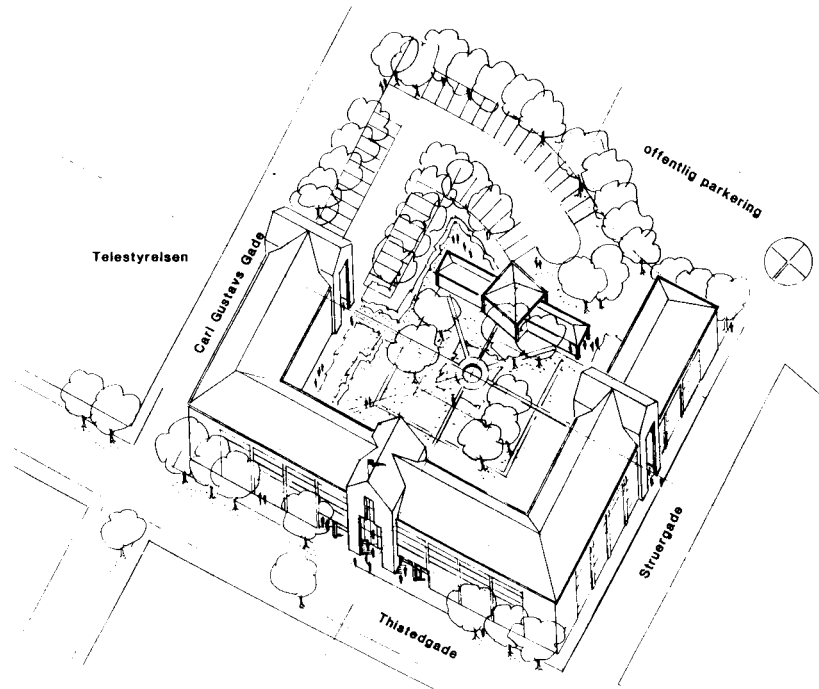 offentlig parkering
Telestyrelsen
Carl Gustavs Gade
Struergade
Thistedgade